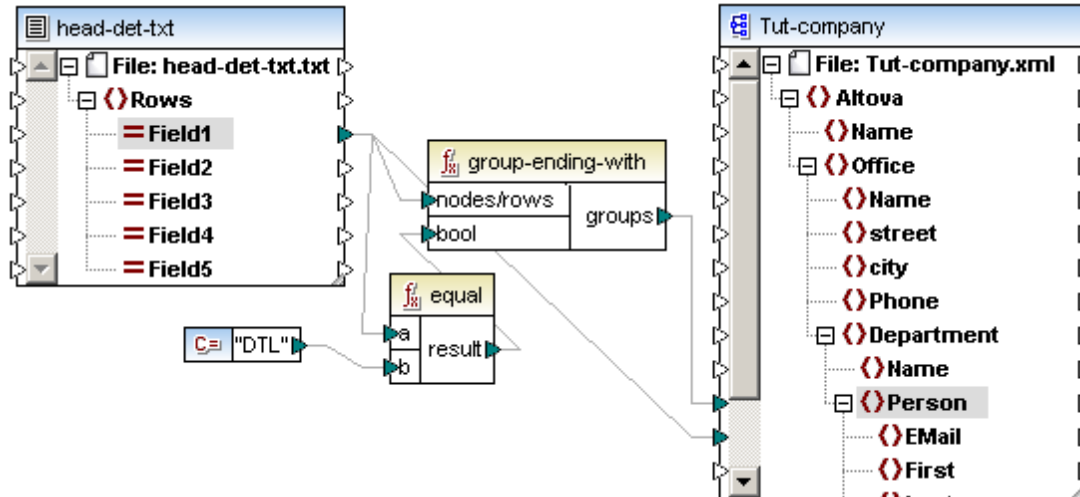 head-det-txt
File: head-det-txt.txt
Rows
Field1
Field2
Field3
Field4
Field5
group-ending-with
nodes/rows
bool
groups
equal
a
b
result
C= "DTL"
Tut-company
File: Tut-company.xml
Altova
Name
Office
Name
street
city
Phone
Department
Name
Person
EMail
First